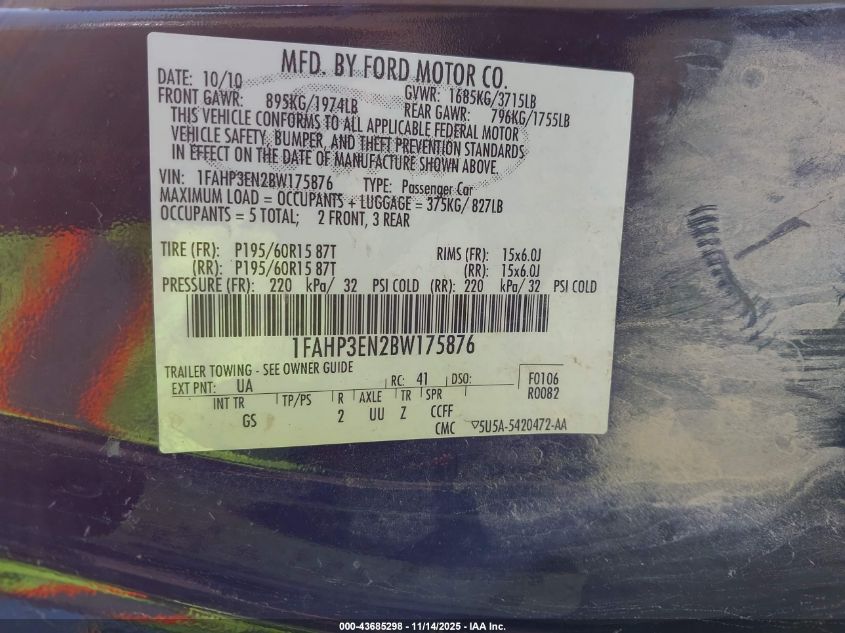 MFD. BY FORD MOTOR CO.
DATE: 10/10 GVWR: 1685KG/3715LB
FRONT GAWR: 895KG/1974LB REAR GAWR: 796KG/1755LB
THIS VEHICLE CONFORMS TO ALL APPLICABLE FEDERAL MOTOR
VEHICLE SAFETY, BUMPER, AND THEFT PREVENTION STANDARDS
IN EFFECT ON THE DATE OF MANUFACTURE SHOWN ABOVE.
VIN: 1FAHP3EN2BW175876 TYPE: Passenger Car
MAXIMUM LOAD = OCCUPANTS + LUGGAGE = 375KG/ 827LB
OCCUPANTS = 5 TOTAL; 2 FRONT, 3 REAR
TIRE (FR): P195/60R15 87T RIMS (FR): 15x6.0J
(RR): P195/60R15 87T (RR): 15x6.0J
PRESSURE (FR): 220 kPa/ 32 PSI COLD (RR): 220 kPa/ 32 PSI COLD
1FAHP3EN2BW175876
TRAILER TOWING - SEE OWNER GUIDE
EXT PNT: UA RC: 41 DSO: F0106
R0082
INT TR TP/PS R AXLE TR SPR
GS 2 UU Z CCFF
CMC ▽5U5A-5420472-AA
000-43685298 - 11/14/2025 - IAA Inc.